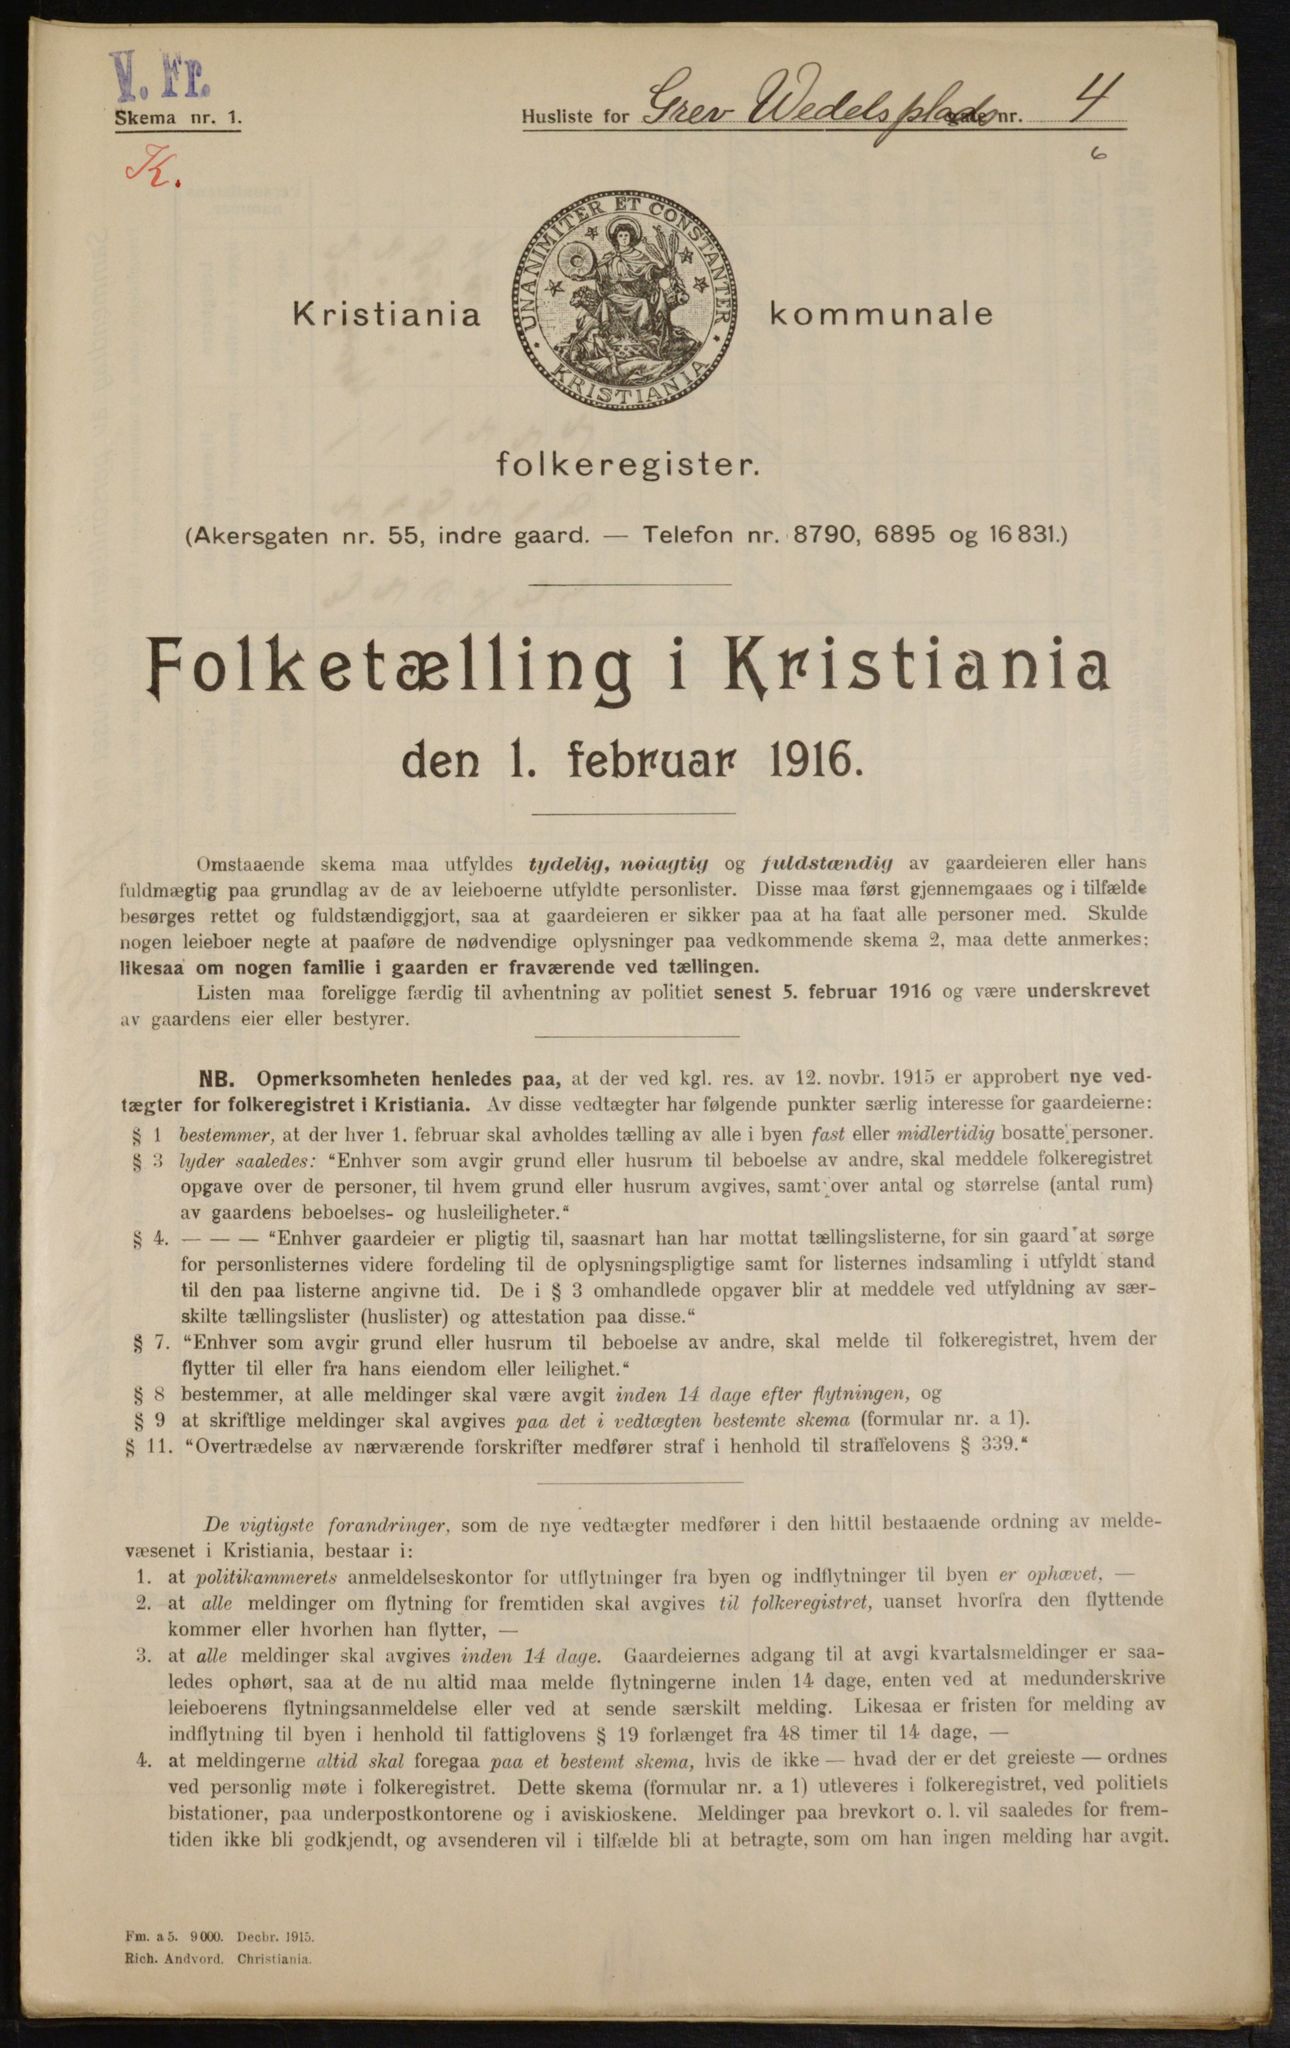 V. Fr.
Skema nr. 1.
Husliste for Grev Wedelsplads nr. 4
6
K.
UNANIMITER ET CONSTANTER
KRISTIANIA
Kristiania kommunale
folkeregister.
(Akersgaten nr. 55, indre gaard. — Telefon nr. 8790, 6895 og 16 831.)
Folketælling i Kristiania
den 1. februar 1916.
Omstaaende skema maa utfyldes tydelig, nøiagtig og fuldstændig av gaardeieren eller hans
fuldmægtig paa grundlag av de av leieboerne utfyldte personlister. Disse maa først gjennemgaaes og i tilfælde
besørges rettet og fuldstændiggjort, saa at gaardeieren er sikker paa at ha faat alle personer med. Skulde
nogen leieboer negte at paaføre de nødvendige oplysninger paa vedkommende skema 2, maa dette anmerkes;
likesaa om nogen familie i gaarden er fraværende ved tællingen.
Listen maa foreligge færdig til avhentning av politiet senest 5. februar 1916 og være underskrevet
av gaardens eier eller bestyrer.
NB. Opmerksomheten henledes paa, at der ved kgl. res. av 12. novbr. 1915 er approbert nye ved-
tægter for folkeregistret i Kristiania. Av disse vedtægter har følgende punkter særlig interesse for gaardeierne:
§ 1 bestemmer, at der hver 1. februar skal avholdes tælling av alle i byen fast eller midlertidig bosatte personer.
§ 3 lyder saaledes: "Enhver som avgir grund eller husrum til beboelse av andre, skal meddele folkeregistret
opgave over de personer, til hvem grund eller husrum avgives, samt over antal og størrelse (antal rum)
av gaardens beboelses- og husleiligheter."
§ 4. — — — "Enhver gaardeier er pligtig til, saasnart han har mottat tællingslisterne, for sin gaard at sørge
for personlisternes videre fordeling til de oplysningspligtige samt for listernes indsamling i utfyldt stand
til den paa listerne angivne tid. De i § 3 omhandlede opgaver blir at meddele ved utfyldning av sær-
skilte tællingslister (huslister) og attestation paa disse."
§ 7. "Enhver som avgir grund eller husrum til beboelse av andre, skal melde til folkeregistret, hvem der
flytter til eller fra hans eiendom eller leilighet."
§ 8 bestemmer, at alle meldinger skal være avgit inden 14 dage efter flytningen, og
§ 9 at skriftlige meldinger skal avgives paa det i vedtægten bestemte skema (formular nr. a 1).
§ 11. "Overtrædelse av nærværende forskrifter medfører straf i henhold til straffelovens § 339."
De vigtigste forandringer, som de nye vedtægter medfører i den hittil bestaaende ordning av melde-
væsenet i Kristiania, bestaar i:
1. at politikammerets anmeldelseskontor for utflytninger fra byen og indflytninger til byen er ophævet, —
2. at alle meldinger om flytning for fremtiden skal avgives til folkeregistret, uanset hvorfra den flyttende
kommer eller hvorhen han flytter, —
3. at alle meldinger skal avgives inden 14 dage. Gaardeiernes adgang til at avgi kvartalsmeldinger er saa-
ledes ophørt, saa at de nu altid maa melde flytningerne inden 14 dage, enten ved at medunderskrive
leieboerens flytningsanmeldelse eller ved at sende særskilt melding. Likesaa er fristen for melding av
indflytning til byen i henhold til fattiglovens § 19 forlænget fra 48 timer til 14 dage, —
4. at meldingerne altid skal foregaa paa et bestemt skema, hvis de ikke — hvad der er det greieste — ordnes
ved personlig møte i folkeregistret. Dette skema (formular nr. a 1) utleveres i folkeregistret, ved politiets
bistationer, paa underpostkontorene og i aviskioskene. Meldinger paa brevkort o. l. vil saaledes for frem-
tiden ikke bli godkjendt, og avsenderen vil i tilfælde bli at betragte, som om han ingen melding har avgit.
Fm. a 5. 9 000. Decbr. 1915.
Rich. Andvord. Christiania.